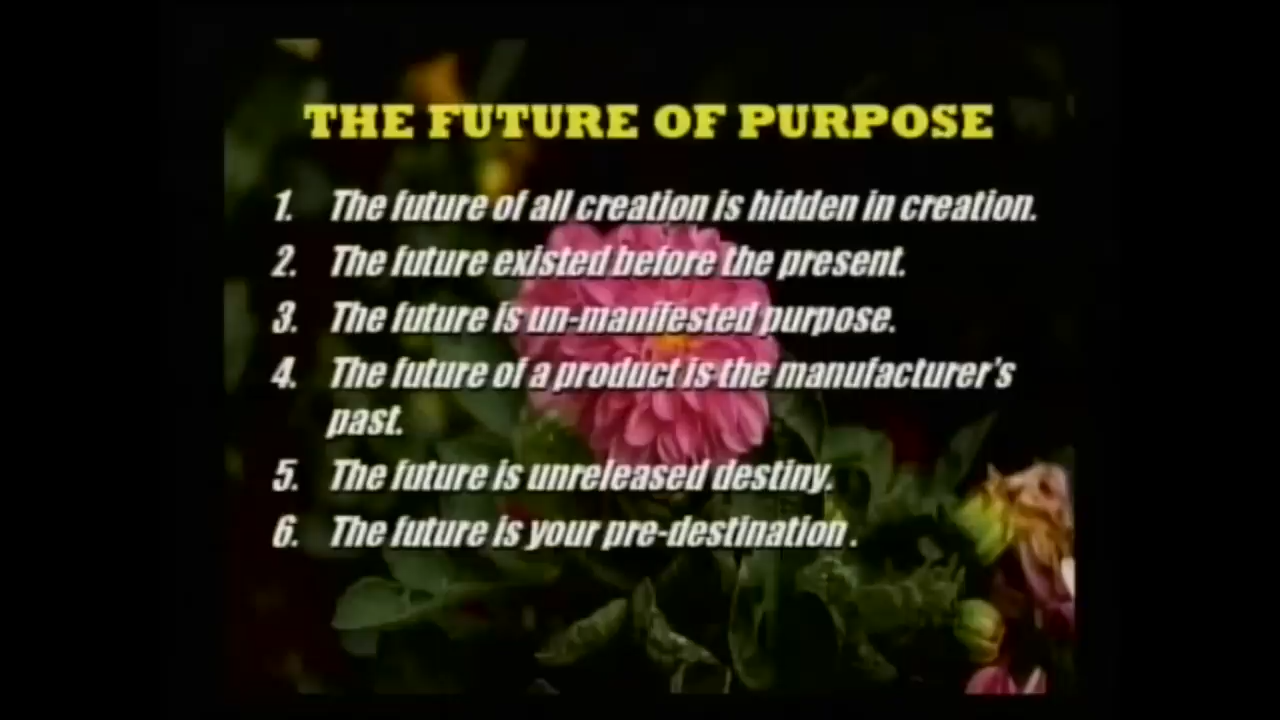 THE FUTURE OF PURPOSE
1. The future of all creation is hidden in creation.
2. The future existed before the present.
3. The future is un-manifested purpose.
4. The future of a product is the manufacturer's
past.
5. The future is unreleased destiny.
6. The future is your pre-destination .